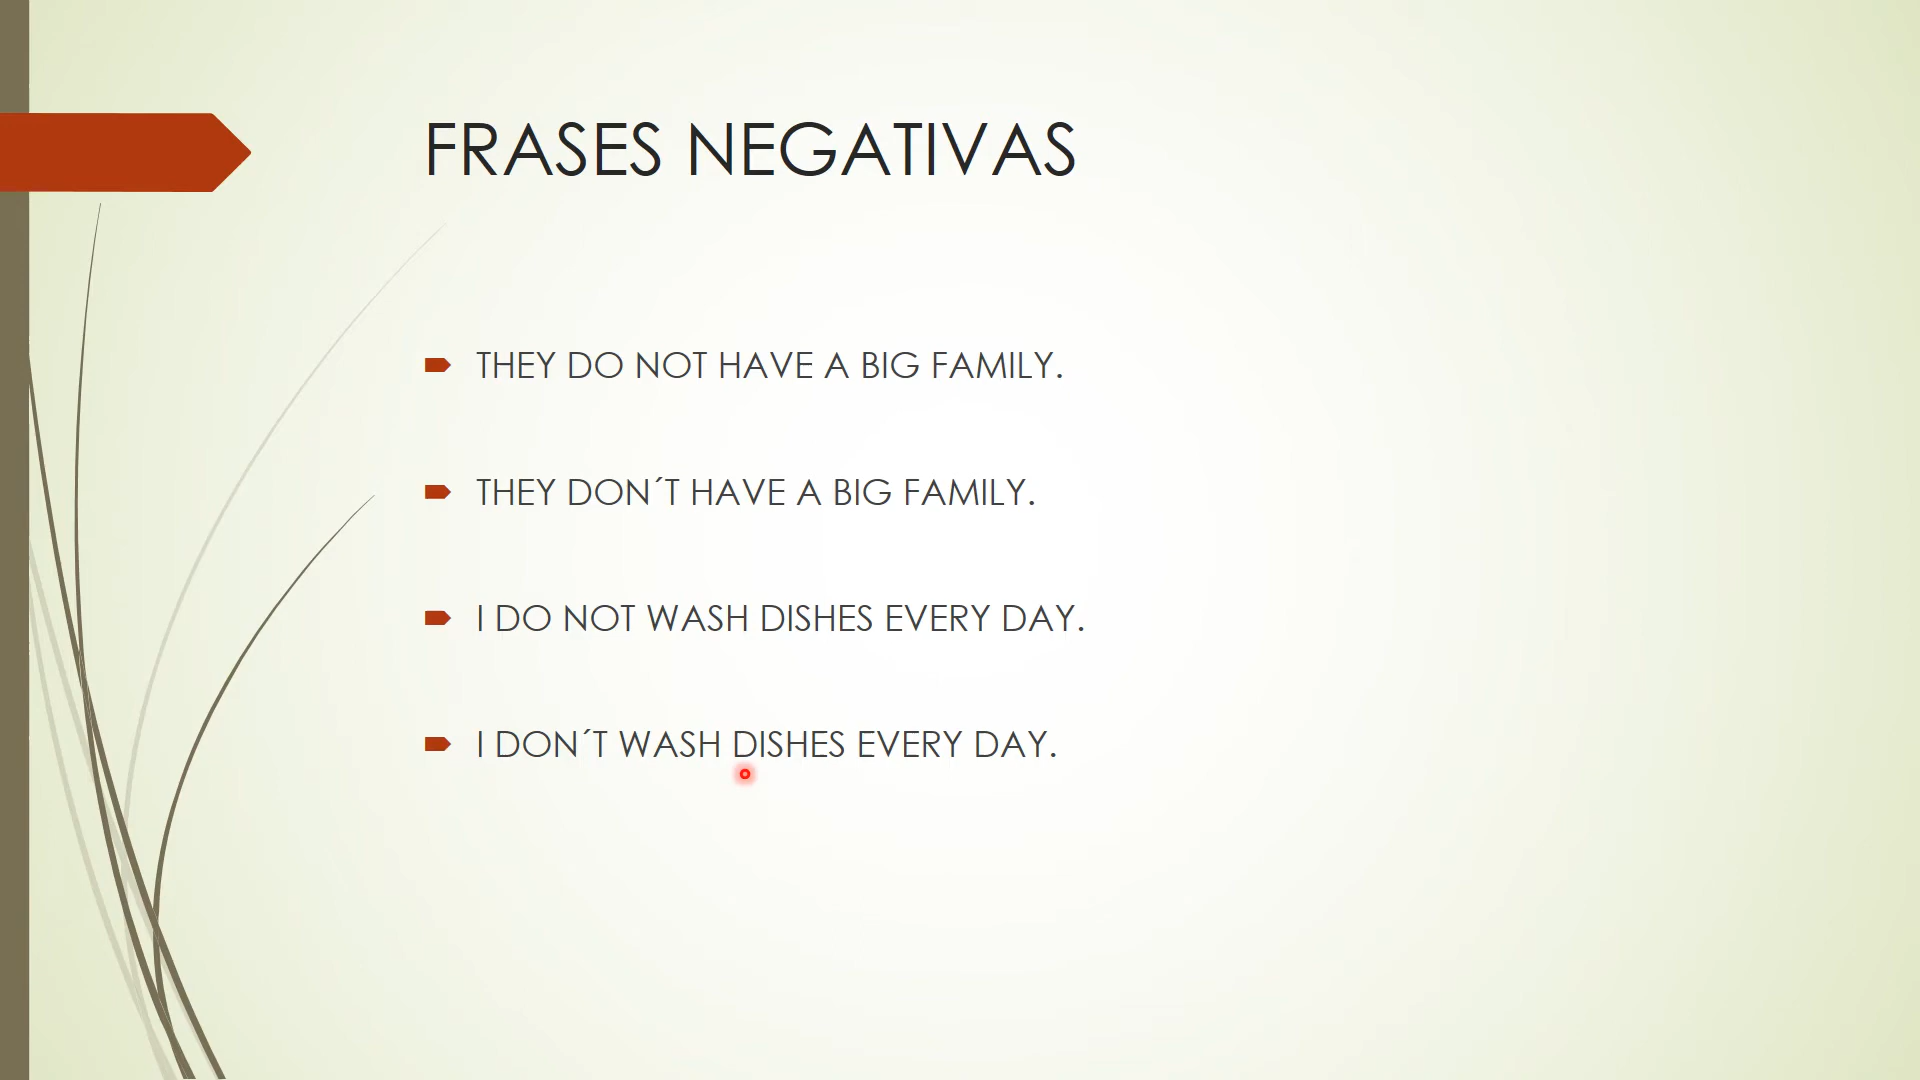 FRASES NEGATIVAS
THEY DO NOT HAVE A BIG FAMILY.
THEY DON´T HAVE A BIG FAMILY.
I DO NOT WASH DISHES EVERY DAY.
I DON´T WASH DISHES EVERY DAY.